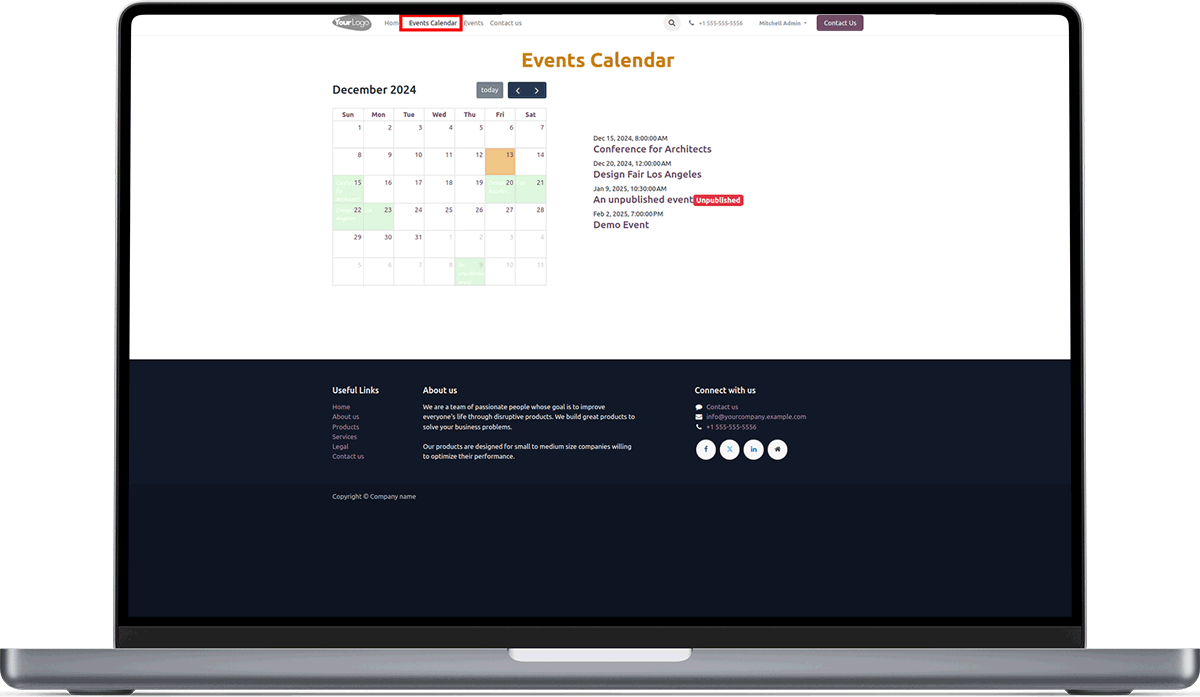 YourLogo Home Events Calendar Events Contact us +1 555-555-5556 Mitchell Admin Contact Us
Events Calendar
December 2024 today
Sun Mon Tue Wed Thu Fri Sat
1 2 3 4 5 6 7
8 9 10 11 12 13 14
15 16 17 18 19 20 21
22 23 24 25 26 27 28
29 30 31 1 2 3 4
5 6 7 8 9 10 11
Dec 15, 2024, 8:00:00 AM
Conference for Architects
Dec 20, 2024, 12:00:00 AM
Design Fair Los Angeles
Jan 9, 2025, 10:30:00 AM
An unpublished event Unpublished
Feb 2, 2025, 7:00:00 PM
Demo Event
Useful Links
Home
About us
Products
Services
Legal
Contact us
About us
We are a team of passionate people whose goal is to improve
everyone's life through disruptive products. We build great products to
solve your business problems.
Our products are designed for small to medium size companies willing
to optimize their performance.
Connect with us
Contact us
info@yourcompany.example.com
+1 555-555-5556
Copyright © Company name